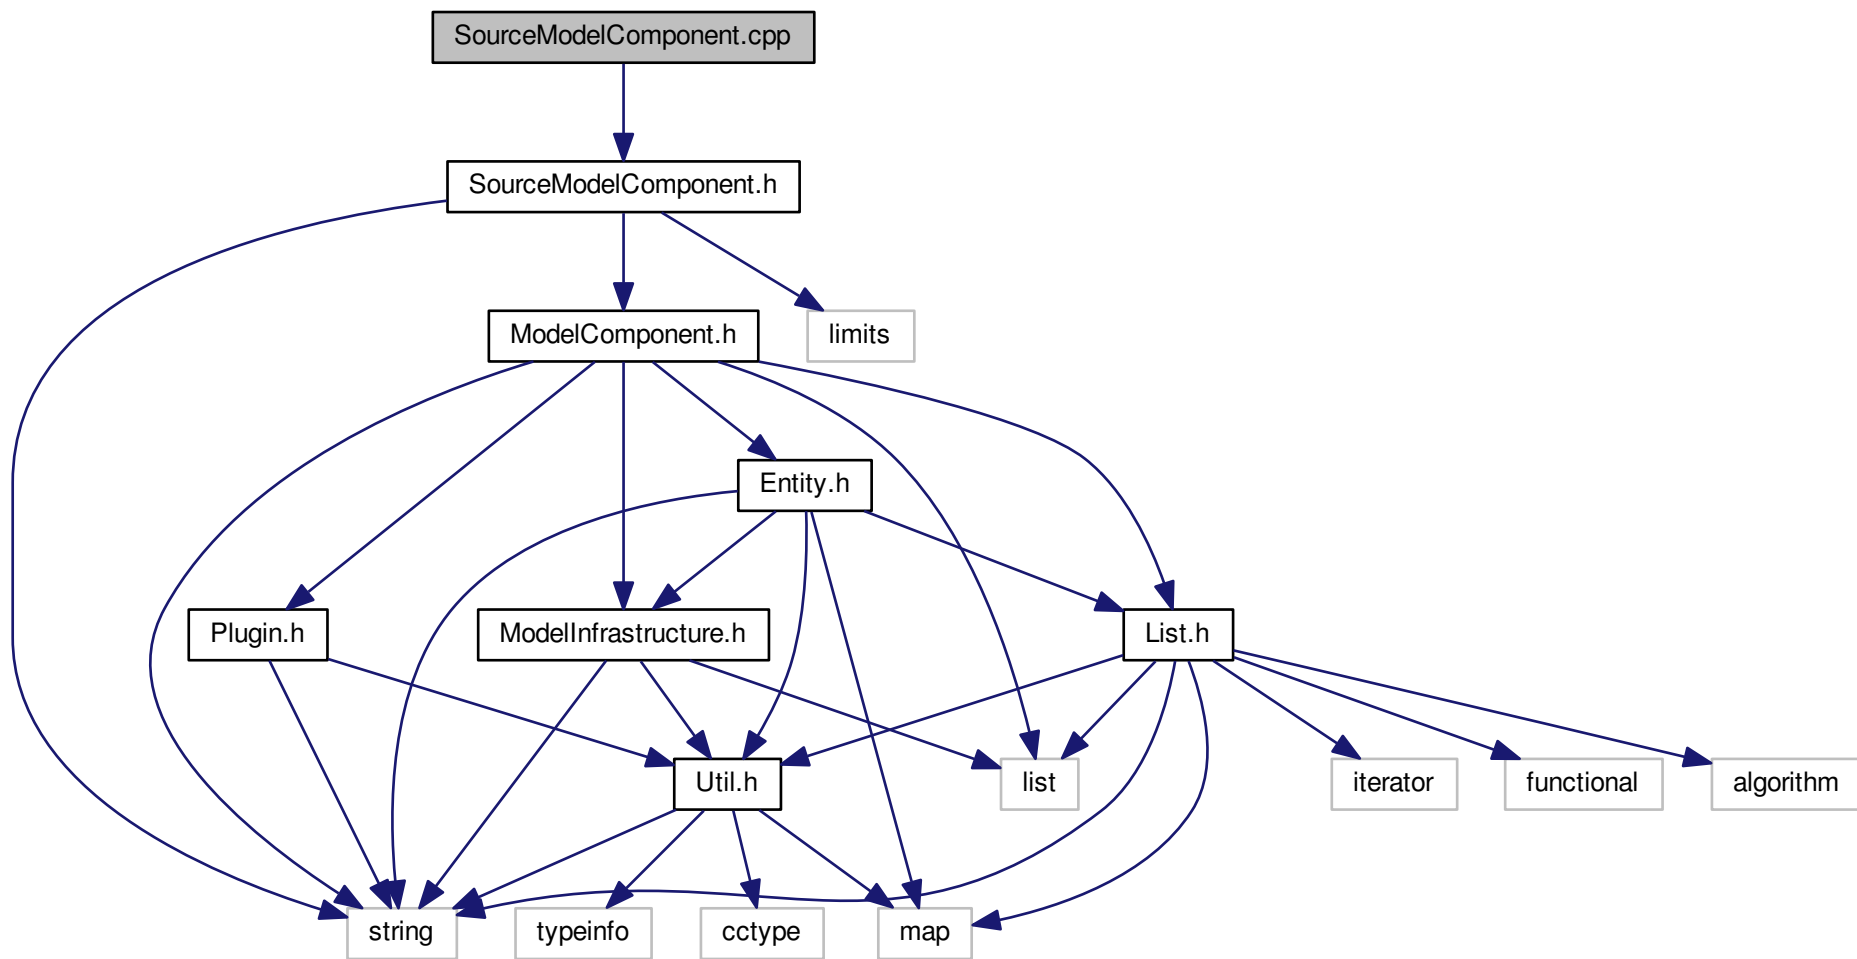 SourceModelComponent.cpp
SourceModelComponent.h
ModelComponent.h
limits
Entity.h
Plugin.h
ModelInfrastructure.h
List.h
Util.h
list
iterator
functional
algorithm
string
typeinfo
cctype
map